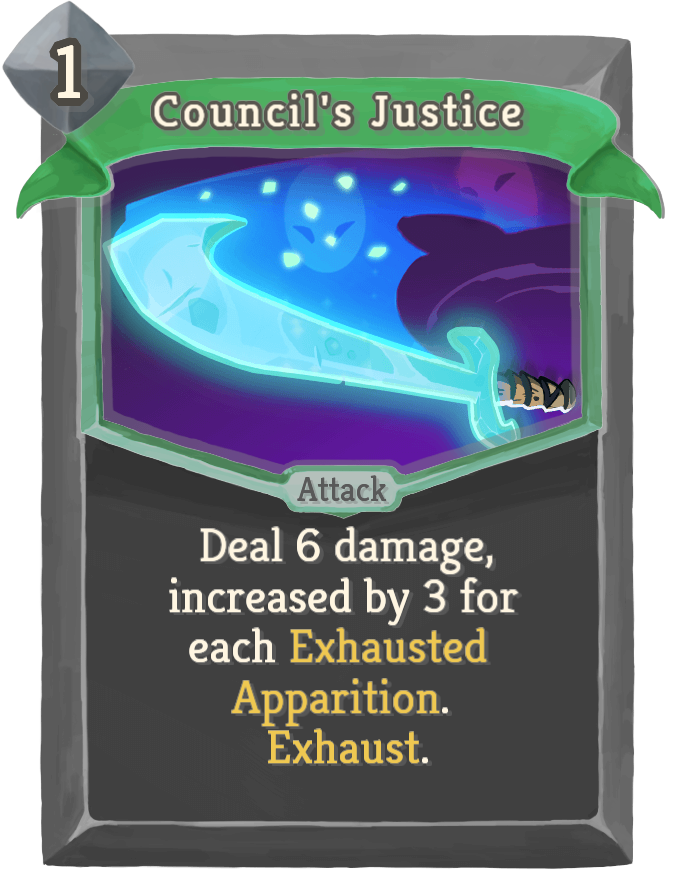 1
Council's Justice
Attack
Deal 6 damage,
increased by 3 for
each Exhausted
Apparition.
Exhaust.